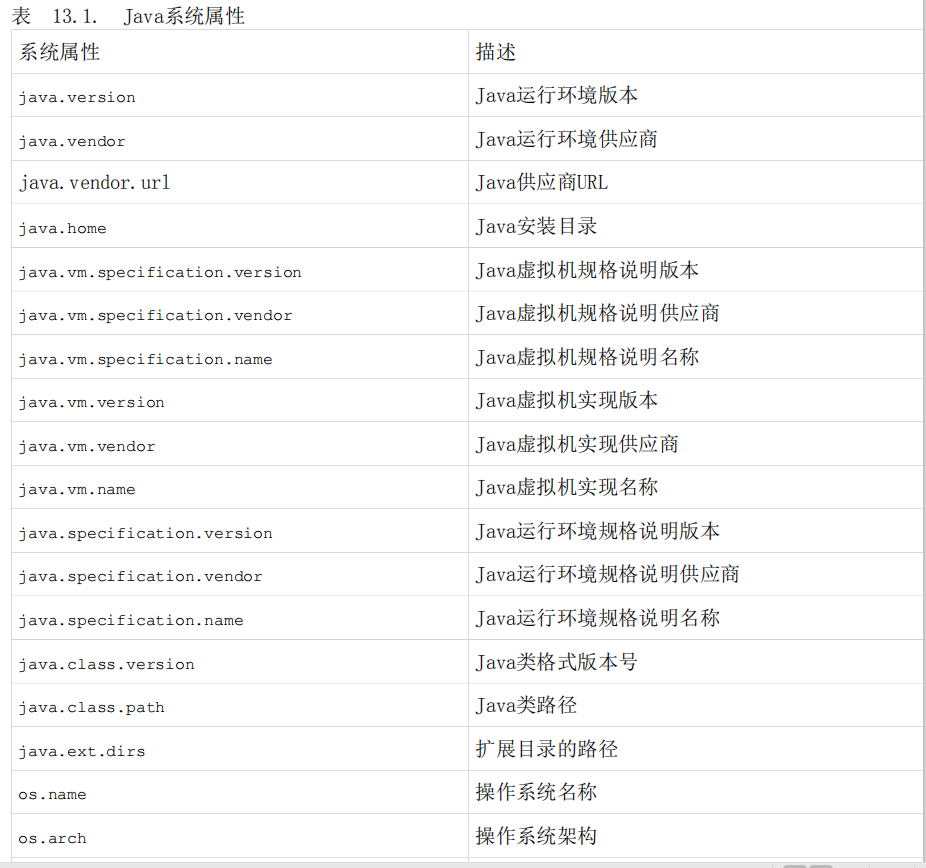 表 13.1. Java系统属性
系统属性 描述
java.version Java运行环境版本
java.vendor Java运行环境供应商
java.vendor.url Java供应商URL
java.home Java安装目录
java.vm.specification.version Java虚拟机规格说明版本
java.vm.specification.vendor Java虚拟机规格说明供应商
java.vm.specification.name Java虚拟机规格说明名称
java.vm.version Java虚拟机实现版本
java.vm.vendor Java虚拟机实现供应商
java.vm.name Java虚拟机实现名称
java.specification.version Java运行环境规格说明版本
java.specification.vendor Java运行环境规格说明供应商
java.specification.name Java运行环境规格说明名称
java.class.version Java类格式版本号
java.class.path Java类路径
java.ext.dirs 扩展目录的路径
os.name 操作系统名称
os.arch 操作系统架构